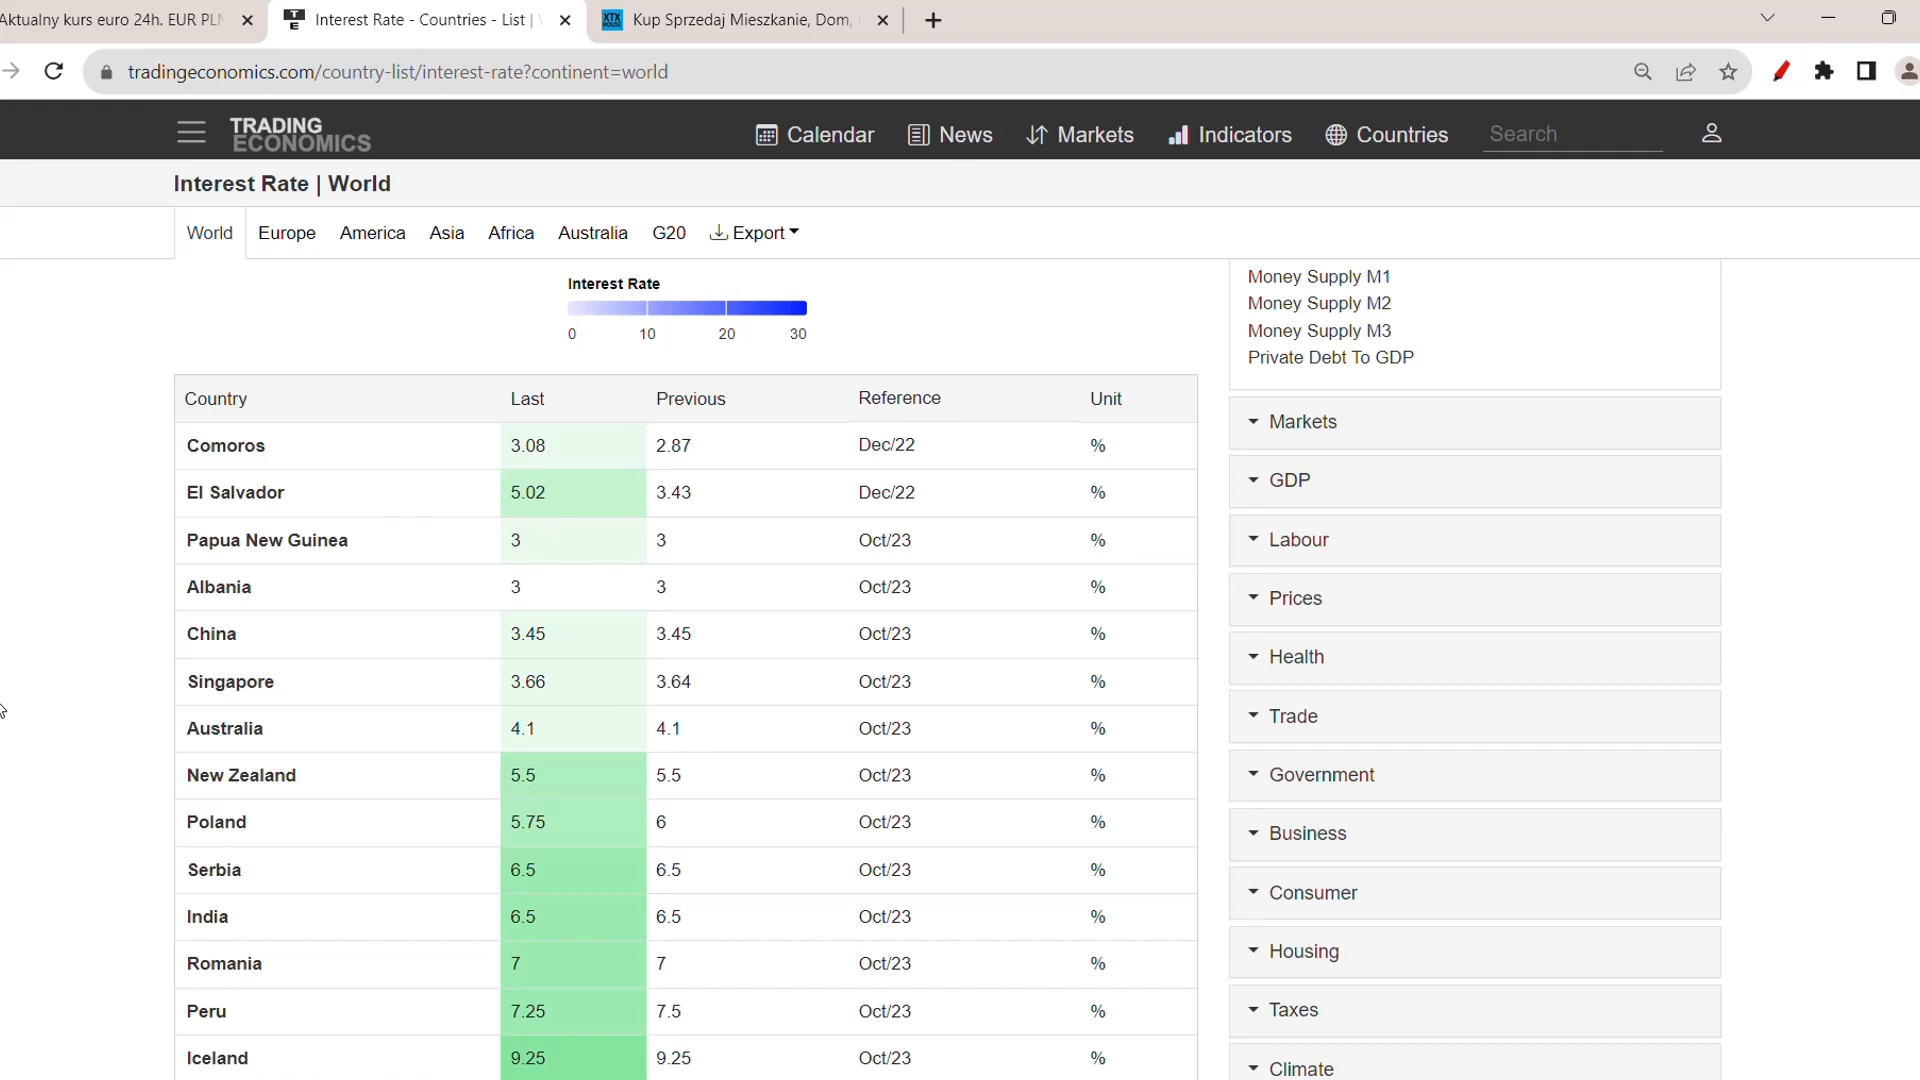 Aktualny kurs euro 24h. EUR PLN
Interest Rate - Countries - List |
Kup Sprzedaj Mieszkanie, Dom,
tradingeconomics.com/country-list/interest-rate?continent=world
TRADING ECONOMICS
Calendar
News
Markets
Indicators
Countries
Search
Interest Rate | World
World Europe America Asia Africa Australia G20 Export
Interest Rate
0 10 20 30
Country Last Previous Reference Unit
Comoros 3.08 2.87 Dec/22 %
El Salvador 5.02 3.43 Dec/22 %
Papua New Guinea 3 3 Oct/23 %
Albania 3 3 Oct/23 %
China 3.45 3.45 Oct/23 %
Singapore 3.66 3.64 Oct/23 %
Australia 4.1 4.1 Oct/23 %
New Zealand 5.5 5.5 Oct/23 %
Poland 5.75 6 Oct/23 %
Serbia 6.5 6.5 Oct/23 %
India 6.5 6.5 Oct/23 %
Romania 7 7 Oct/23 %
Peru 7.25 7.5 Oct/23 %
Iceland 9.25 9.25 Oct/23 %
Money Supply M1
Money Supply M2
Money Supply M3
Private Debt To GDP
Markets
GDP
Labour
Prices
Health
Trade
Government
Business
Consumer
Housing
Taxes
Climate